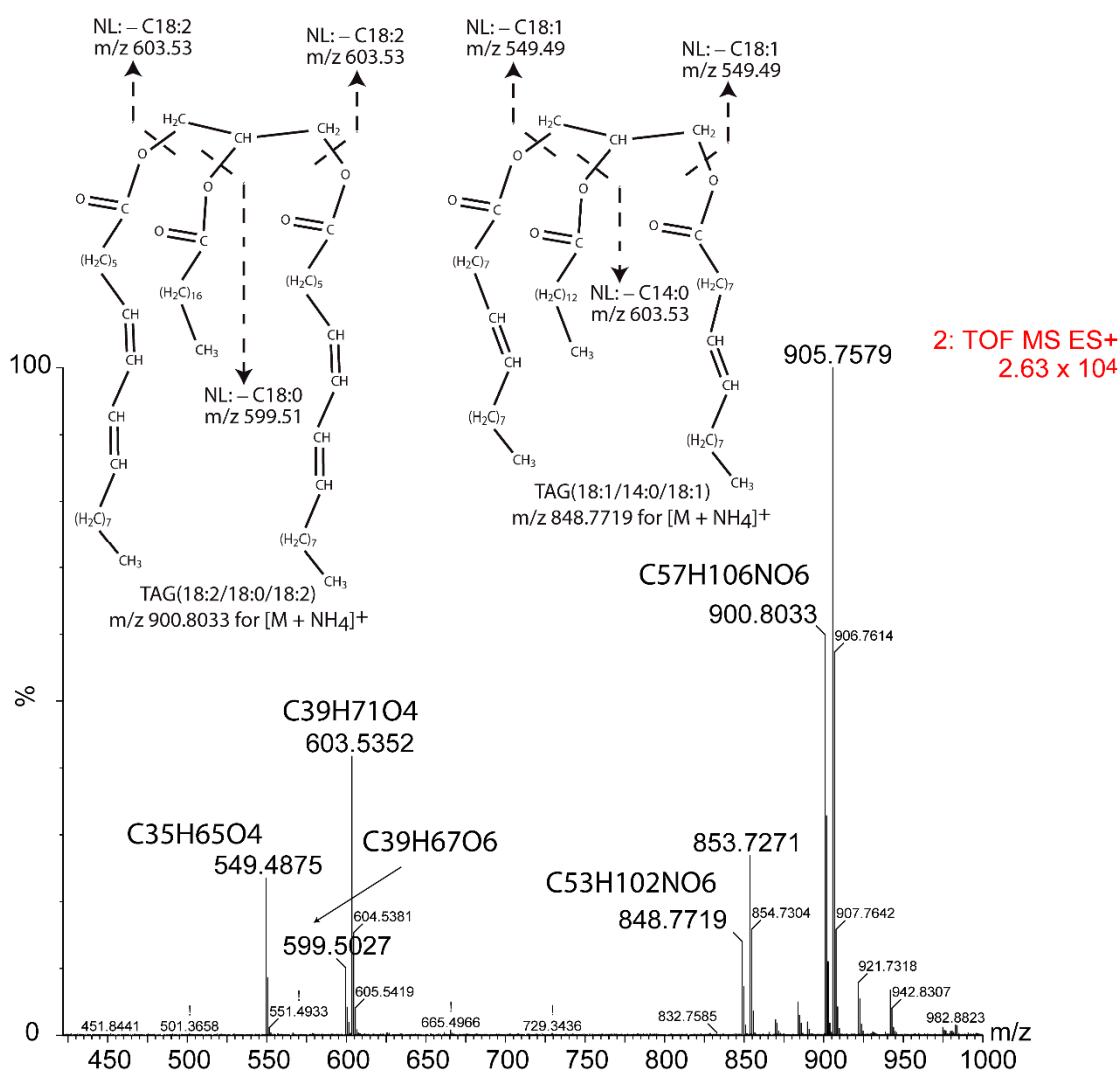 NL: – C18:2
m/z 603.53
NL: – C18:2
m/z 603.53
NL: – C18:1
m/z 549.49
NL: – C18:1
m/z 549.49
H₂C
CH
CH₂
O
O
O
O
C
O
C
O
C
(H₂C)₅
(H₂C)₁₆
(H₂C)₅
CH
CH
CH₃
CH
CH
CH
CH
CH
CH
(H₂C)₇
(H₂C)₇
CH₃
CH₃
NL: – C18:0
m/z 599.51
TAG(18:2/18:0/18:2)
m/z 900.8033 for [M + NH₄]⁺
H₂C
CH
CH₂
O
O
O
O
C
O
C
O
C
(H₂C)₇
(H₂C)₁₂
(H₂C)₇
CH
CH
CH₃
CH
CH
(H₂C)₇
(H₂C)₇
CH₃
CH₃
NL: – C14:0
m/z 603.53
TAG(18:1/14:0/18:1)
m/z 848.7719 for [M + NH₄]⁺
2: TOF MS ES+
2.63 x 10⁴
100
%
0
905.7579
C57H106NO6
900.8033
906.7614
C39H71O4
603.5352
C35H65O4
549.4875
C39H67O6
599.5027
604.5381
605.5419
551.4933
C53H102NO6
853.7271
848.7719
854.7304
907.7642
921.7318
942.8307
451.8441
501.3658
!
!
!
665.4966
!
729.3436
832.7585
982.8823
m/z
450
500
550
600
650
700
750
800
850
900
950
1000